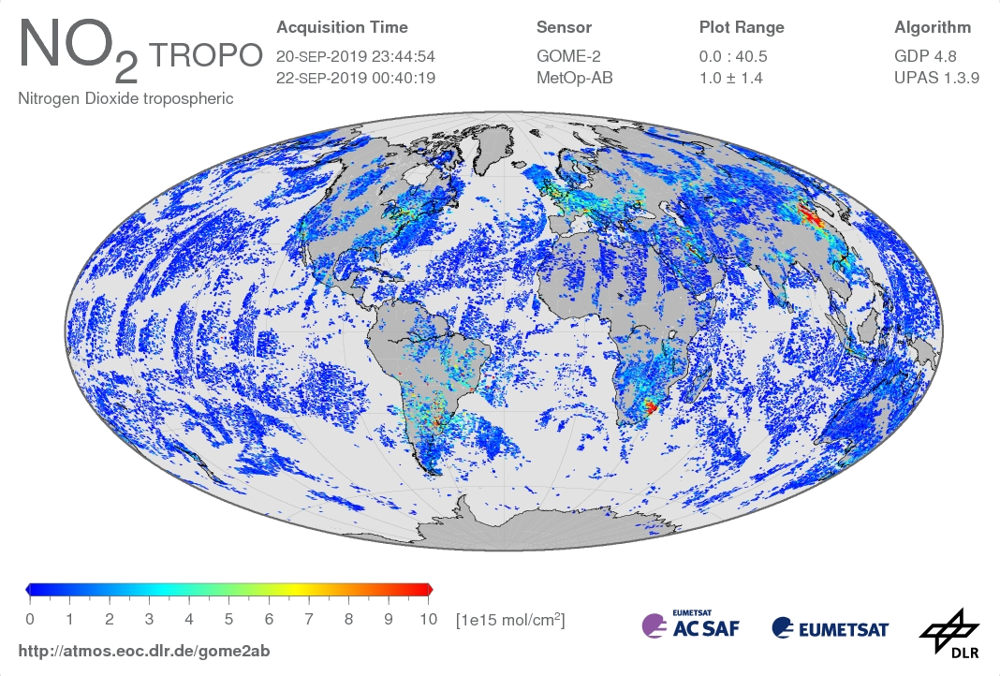 NO2 TROPO
Nitrogen Dioxide tropospheric
Acquisition Time
20-SEP-2019 23:44:54
22-SEP-2019 00:40:19
Sensor
GOME-2
MetOp-AB
Plot Range
0.0 : 40.5
1.0 ± 1.4
Algorithm
GDP 4.8
UPAS 1.3.9
0 1 2 3 4 5 6 7 8 9 10 [1e15 mol/cm²]
http://atmos.eoc.dlr.de/gome2ab
EUMETSAT
AC SAF
EUMETSAT
DLR